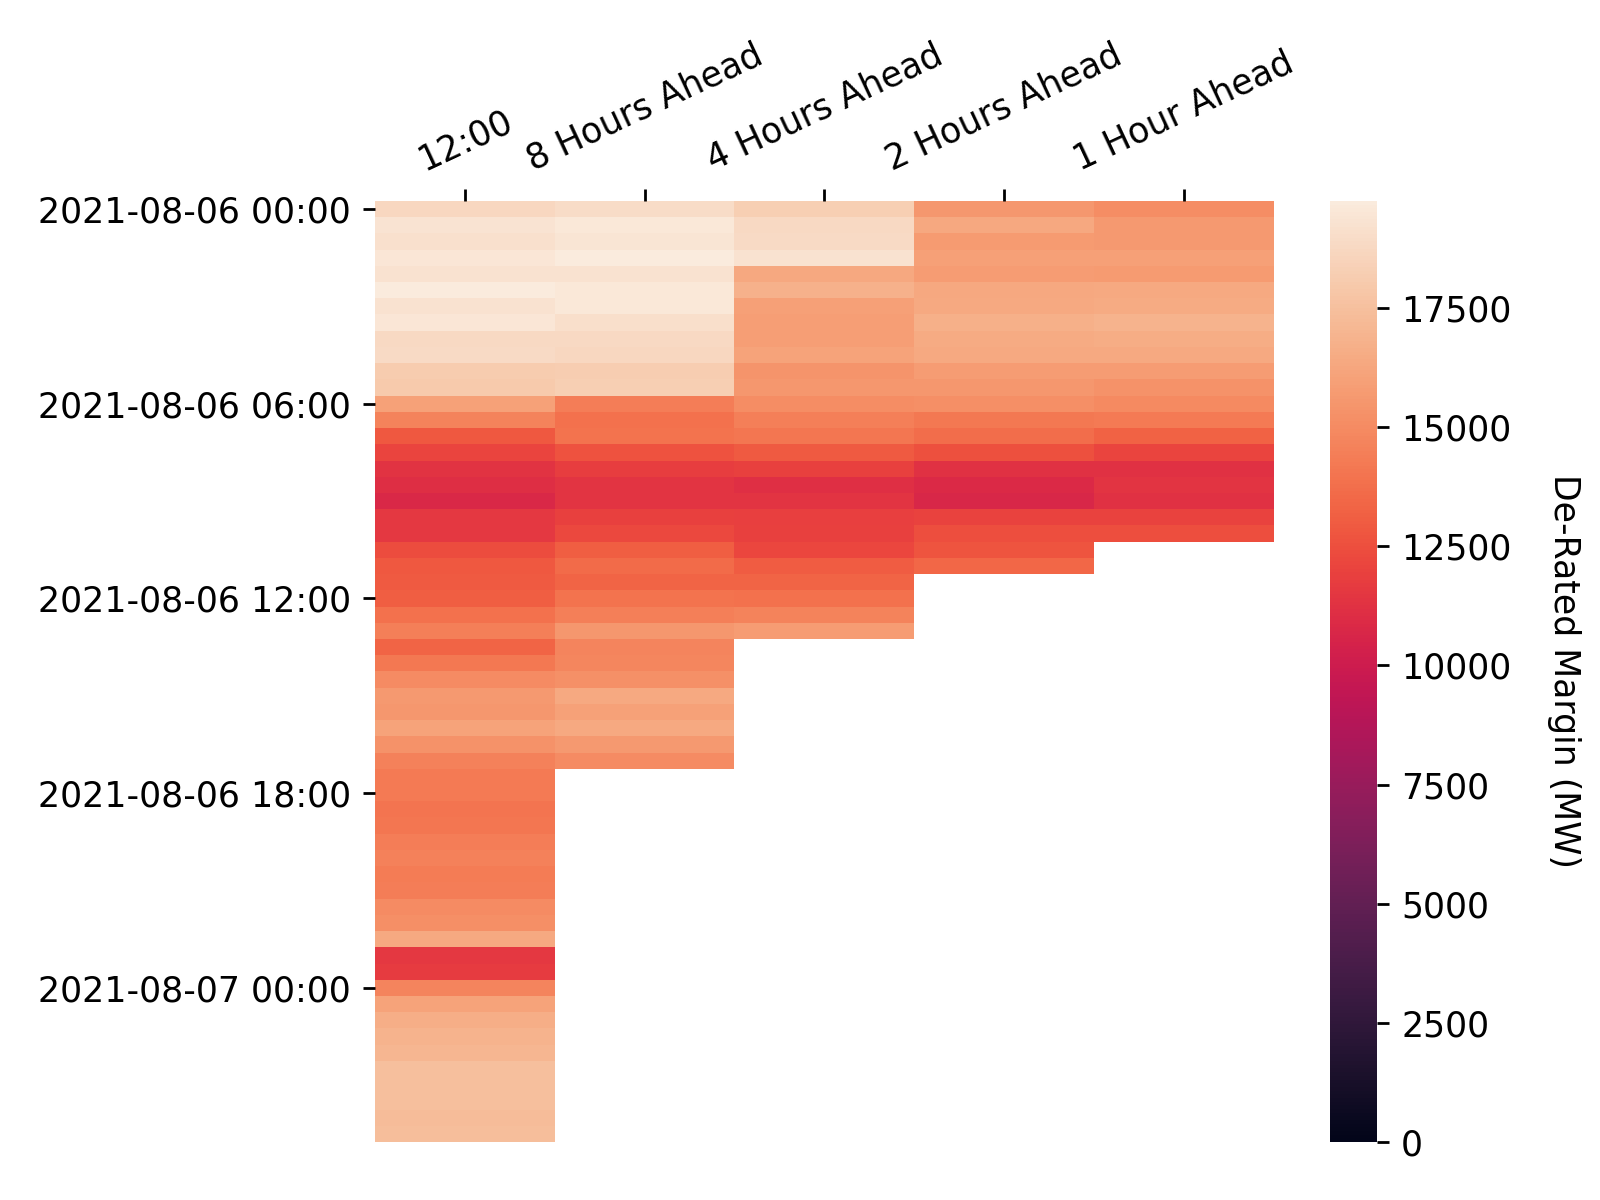 12:00
8 Hours Ahead
4 Hours Ahead
2 Hours Ahead
1 Hour Ahead
2021-08-06 00:00
2021-08-06 06:00
2021-08-06 12:00
2021-08-06 18:00
2021-08-07 00:00
17500
15000
12500
10000
7500
5000
2500
0
De-Rated Margin (MW)